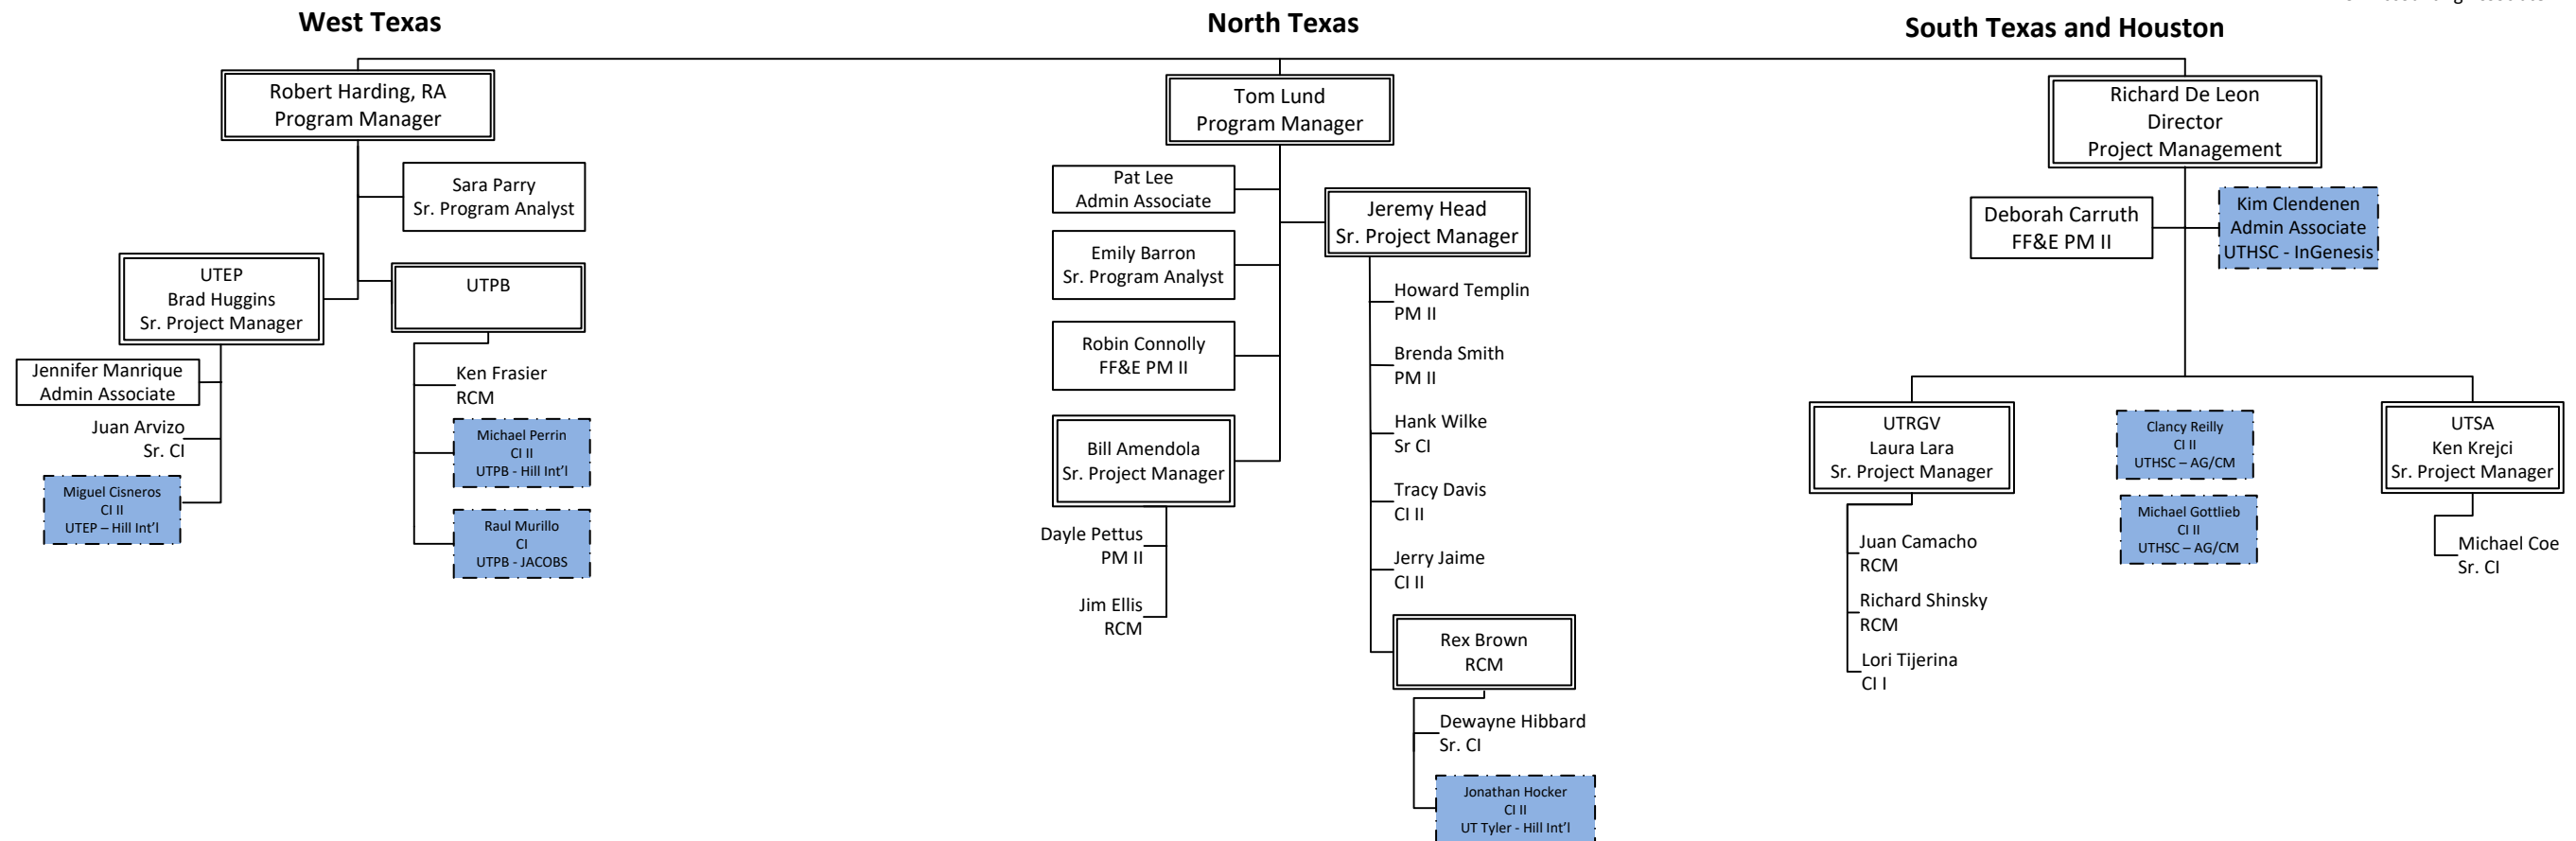 West Texas
North Texas
South Texas and Houston
Robert Harding, RA
Program Manager
Sara Parry
Sr. Program Analyst
UTEP
Brad Huggins
Sr. Project Manager
UTPB
Jennifer Manrique
Admin Associate
Juan Arvizo
Sr. CI
Miguel Cisneros
CI II
UTEP – Hill Int'l
Ken Frasier
RCM
Michael Perrin
CI II
UTPB - Hill Int'l
Raul Murillo
CI
UTPB - JACOBS
Tom Lund
Program Manager
Pat Lee
Admin Associate
Emily Barron
Sr. Program Analyst
Robin Connolly
FF&E PM II
Bill Amendola
Sr. Project Manager
Dayle Pettus
PM II
Jim Ellis
RCM
Jeremy Head
Sr. Project Manager
Howard Templin
PM II
Brenda Smith
PM II
Hank Wilke
Sr CI
Tracy Davis
CI II
Jerry Jaime
CI II
Rex Brown
RCM
Dewayne Hibbard
Sr. CI
Jonathan Hocker
CI II
UT Tyler - Hill Int'l
Richard De Leon
Director
Project Management
Deborah Carruth
FF&E PM II
Kim Clendenen
Admin Associate
UTHSC - InGenesis
UTRGV
Laura Lara
Sr. Project Manager
Juan Camacho
RCM
Richard Shinsky
RCM
Lori Tijerina
CI I
Clancy Reilly
CI II
UTHSC – AG/CM
Michael Gottlieb
CI II
UTHSC – AG/CM
UTSA
Ken Krejci
Sr. Project Manager
Michael Coe
Sr. CI